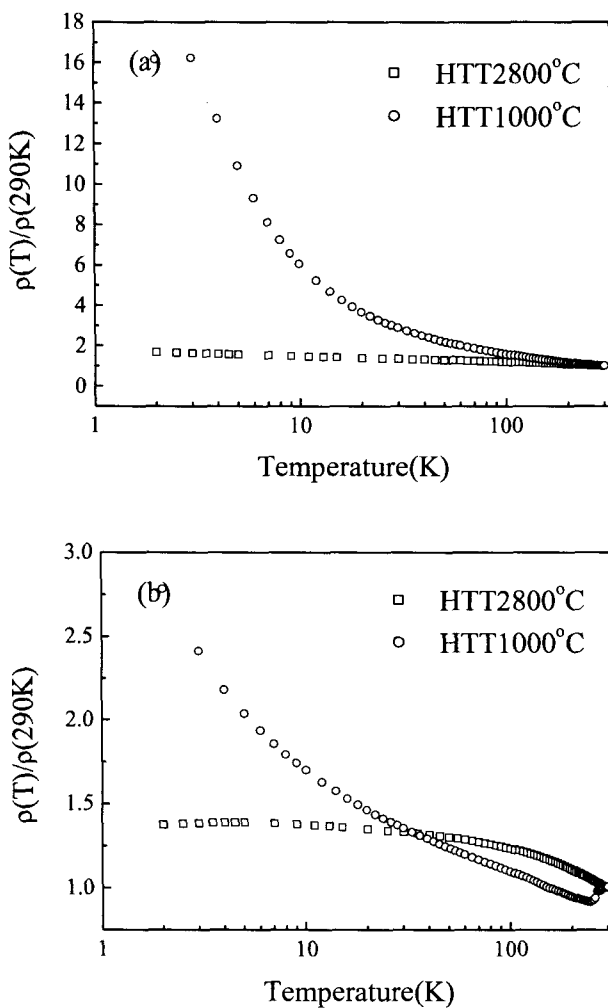 18
16
14
12
10
8
6
4
2
0
ρ(T)/ρ(290K)
(a)
HTT2800°C
HTT1000°C
1
10
100
Temperature(K)
3.0
2.5
2.0
1.5
1.0
ρ(T)/ρ(290K)
(b)
HTT2800°C
HTT1000°C
1
10
100
Temperature(K)